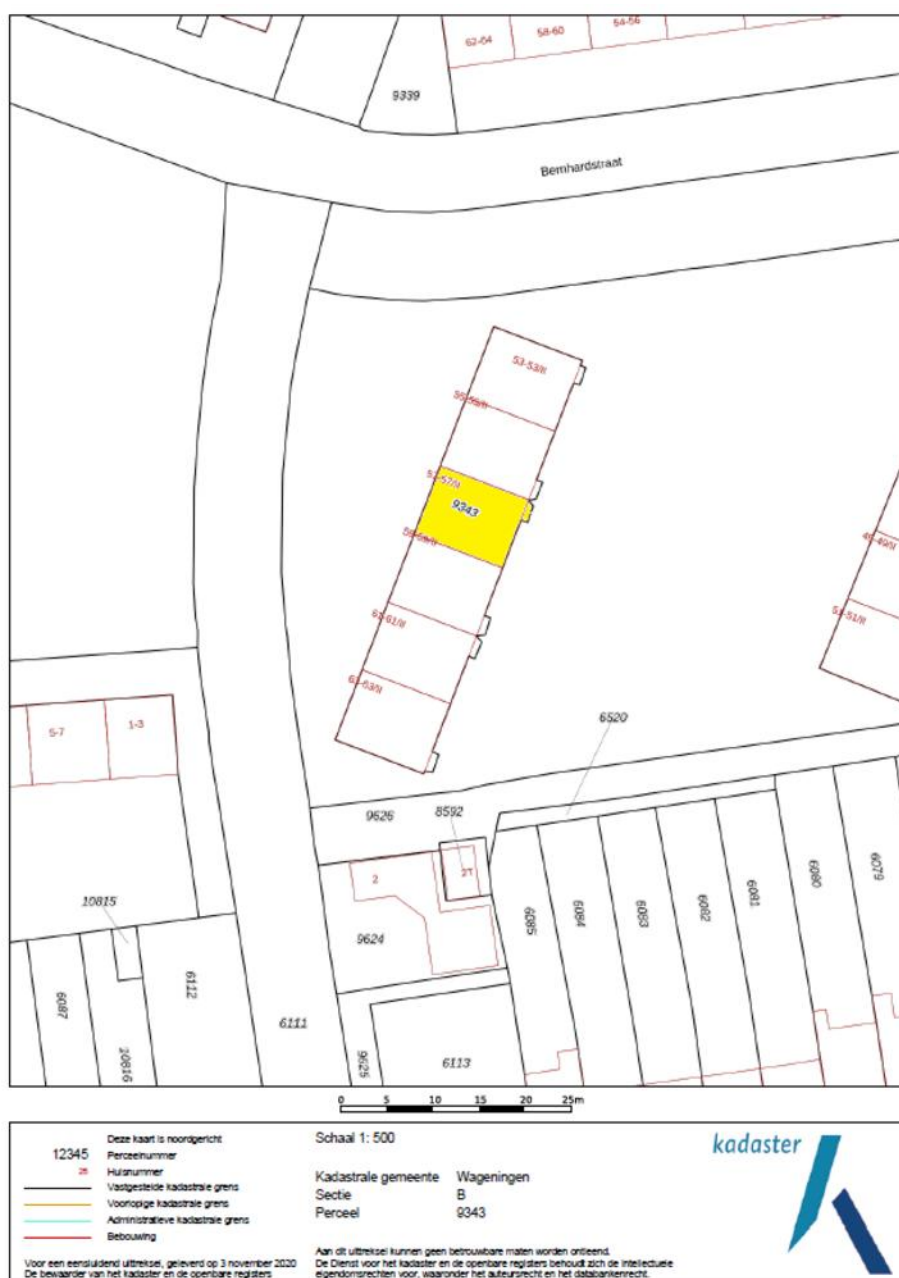 62-64
58-60
54-56
9339
Bernhardstraat
53-53/II
55-55/II
57-57/II
9343
59-59/II
49-49/II
61-61/II
51-51/II
63-63/II
6520
5-7
1-3
9626
8592
2
2T
10815
9624
6085
6084
6083
6082
6081
6080
6079
6087
10816
6112
6111
9625
6113
0 5 10 15 20 25m
Deze kaart is noordgericht
12345 Perceelnummer
25 Huisnummer
Vastgestelde kadastrale grens
Voorlopige kadastrale grens
Administratieve kadastrale grens
Bebouwing
Voor een eensluidend uittreksel, geleverd op 3 november 2020
De bewaarder van het kadaster en de openbare registers
Schaal 1: 500
Kadastrale gemeente Wageningen
Sectie B
Perceel 9343
Aan dit uittreksel kunnen geen betrouwbare maten worden ontleend.
De Dienst voor het kadaster en de openbare registers behoudt zich de intellectuele
eigendomsrechten voor, waaronder het auteursrecht en het databankenrecht.
kadaster